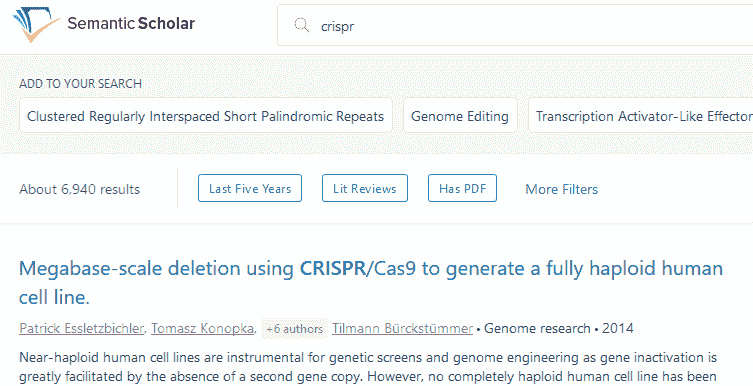 Semantic Scholar
crispr
ADD TO YOUR SEARCH
Clustered Regularly Interspaced Short Palindromic Repeats Genome Editing Transcription Activator-Like Effector
About 6,940 results Last Five Years Lit Reviews Has PDF More Filters
Megabase-scale deletion using CRISPR/Cas9 to generate a fully haploid human
cell line.
Patrick Essletzbichler, Tomasz Konopka, +6 authors Tilmann Bürckstümmer • Genome research • 2014
Near-haploid human cell lines are instrumental for genetic screens and genome engineering as gene inactivation is
greatly facilitated by the absence of a second gene copy. However, no completely haploid human cell line has been